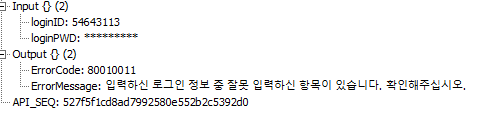 Input {} (2)
loginID: 54643113
loginPWD: *********
Output {} (2)
ErrorCode: 80010011
ErrorMessage: 입력하신 로그인 정보 중 잘못 입력하신 항목이 있습니다. 확인해주십시오.
API_SEQ: 527f5f1cd8ad7992580e552b2c5392d0